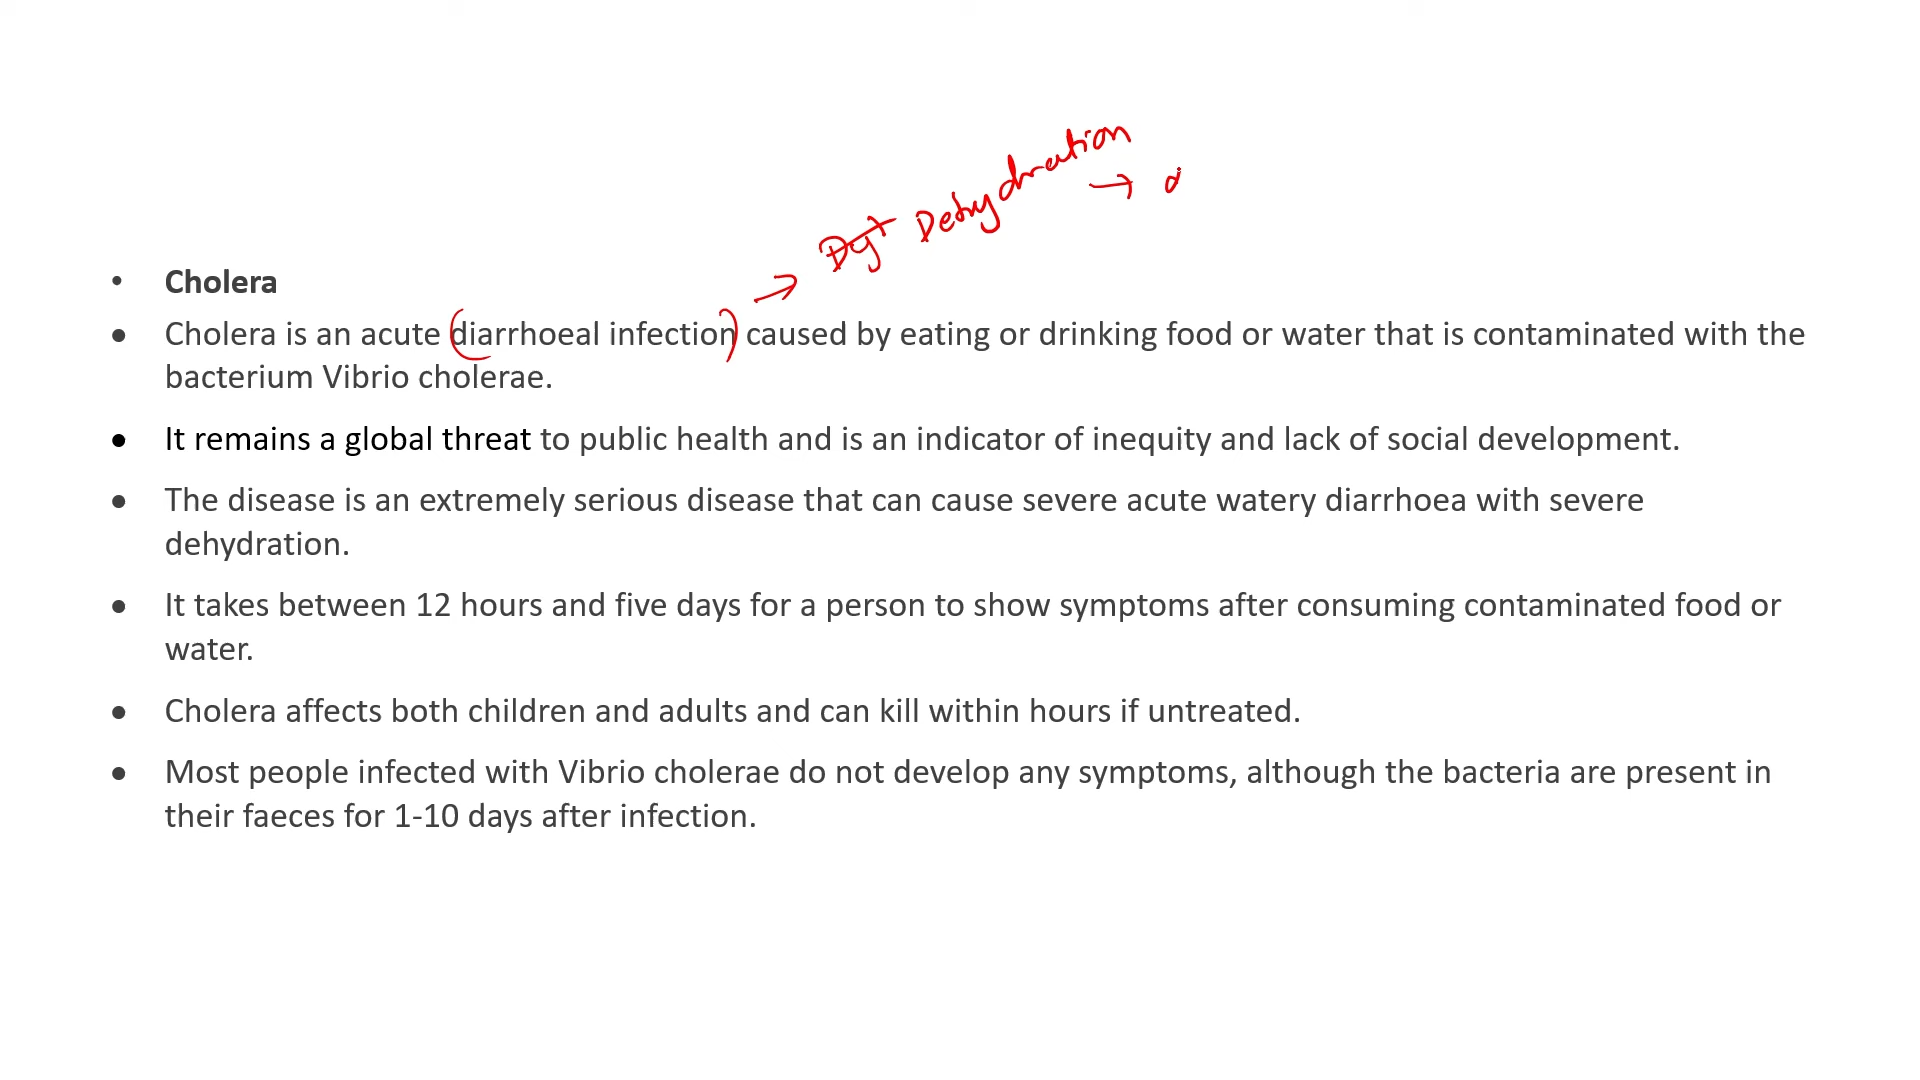 Dehydration
→
→
• Cholera
• Cholera is an acute (diarrhoeal infection) caused by eating or drinking food or water that is contaminated with the
bacterium Vibrio cholerae.
• It remains a global threat to public health and is an indicator of inequity and lack of social development.
• The disease is an extremely serious disease that can cause severe acute watery diarrhoea with severe
dehydration.
• It takes between 12 hours and five days for a person to show symptoms after consuming contaminated food or
water.
• Cholera affects both children and adults and can kill within hours if untreated.
• Most people infected with Vibrio cholerae do not develop any symptoms, although the bacteria are present in
their faeces for 1-10 days after infection.